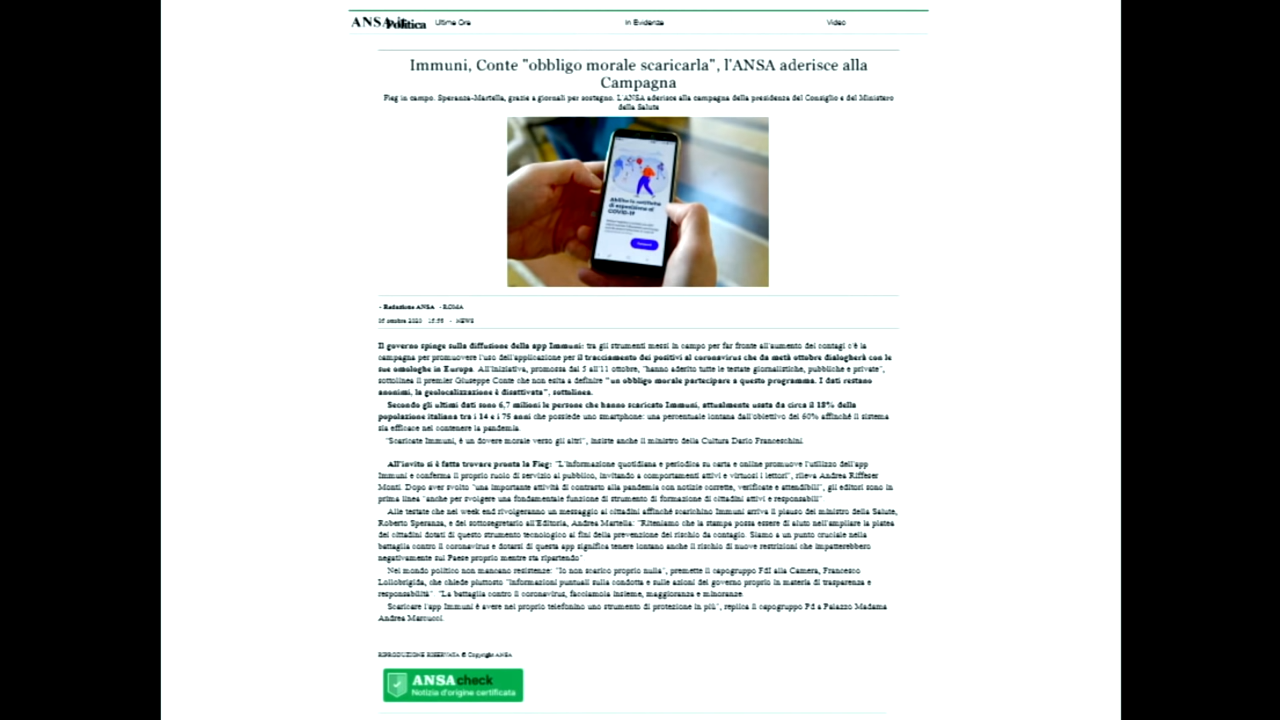 ANSA.it Politica Ultima Ora In Evidenza Video
Immuni, Conte "obbligo morale scaricarla", l'ANSA aderisce alla
Campagna
Fieg in campo. Speranza-Martella, grazie a giornali per sostegno. L'ANSA aderisce alla campagna della presidenza del Consiglio e del Ministero
della Salute
Abilita le notifiche
di esposizione al
COVID-19
- Redazione ANSA - ROMA
ottobre 2020 - NEWS
Il governo spinge sulla diffusione della app Immuni: tra gli strumenti messi in campo per far fronte all'aumento dei contagi c'è la
campagna per promuovere l'uso dell'applicazione per il tracciamento dei positivi al coronavirus che da metà ottobre dialogherà con le
sue omologhe in Europa. All'iniziativa, promossa dal 5 all'11 ottobre, "hanno aderito tutte le testate giornalistiche, pubbliche e private",
sottolinea il premier Giuseppe Conte che non esita a definire "un obbligo morale partecipare a questo programma. I dati restano
anonimi, la geolocalizzazione è disattivata", sottolinea.
Secondo gli ultimi dati sono 6,7 milioni le persone che hanno scaricato Immuni, attualmente usata da circa il 18% della
popolazione italiana tra i 14 e i 75 anni che possiede uno smartphone: una percentuale lontana dall'obiettivo del 60% affinché il sistema
sia efficace nel contenere la pandemia.
"Scaricate Immuni, è un dovere morale verso gli altri", insiste anche il ministro della Cultura Dario Franceschini.
All'invito si è fatta trovare pronta la Fieg: "L'informazione quotidiana e periodica su carta e online promuove l'utilizzo dell'app
Immuni e conferma il proprio ruolo di servizio al pubblico, invitando a comportamenti attivi e virtuosi i lettori", rileva Andrea Riffeser
Monti. Dopo aver svolto "una importante attività di contrasto alla pandemia con notizie corrette, verificate e attendibili", gli editori sono in
prima linea "anche per svolgere una fondamentale funzione di strumento di formazione di cittadini attivi e responsabili"
Alle testate che nel week end rivolgeranno un messaggio ai cittadini affinché scarichino Immuni arriva il plauso del ministro della Salute,
Roberto Speranza, e del sottosegretario all'Editoria, Andrea Martella: "Riteniamo che la stampa possa essere di aiuto nell'ampliare la platea
dei cittadini dotati di questo strumento tecnologico ai fini della prevenzione del rischio da contagio. Siamo a un punto cruciale nella
battaglia contro il coronavirus e dotarsi di questa app significa tenere lontano anche il rischio di nuove restrizioni che impatterebbero
negativamente sul Paese proprio mentre sta ripartendo"
Nel mondo politico non mancano resistenze: "Io non scarico proprio nulla", premette il capogruppo FdI alla Camera, Francesco
Lollobrigida, che chiede piuttosto "informazioni puntuali sulla condotta e sulle azioni del governo proprio in materia di trasparenza e
responsabilità". "La battaglia contro il coronavirus, facciamola insieme, maggioranza e minoranze.
Scaricare l'app Immuni è avere nel proprio telefonino uno strumento di protezione in più", replica il capogruppo Pd a Palazzo Madama
Andrea Marcucci.
RIPRODUZIONE RISERVATA © Copyright ANSA
ANSA check
Notizia d'origine certificata